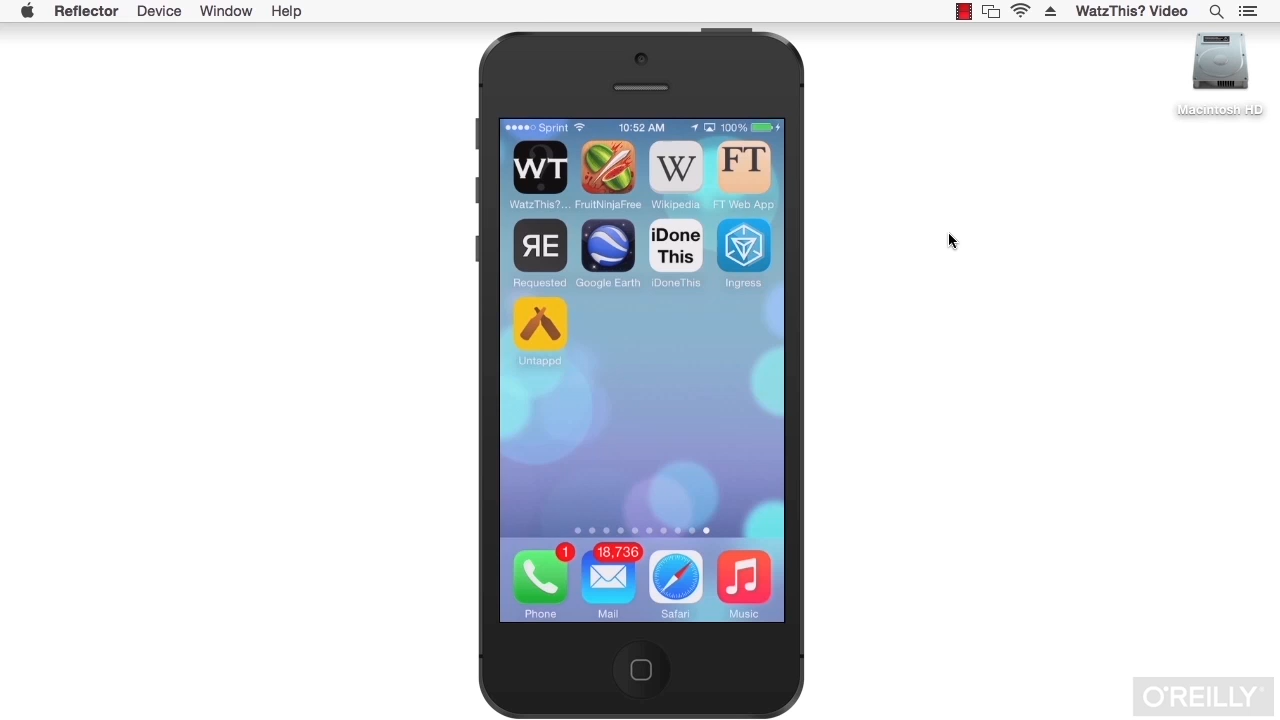 Reflector Device Window Help WatzThis? Video
Macintosh HD
Sprint 10:52 AM 100%
WT W FT
WatzThis?... FruitNinjaFree Wikipedia FT Web App
ЯE iDone
This
Requested Google Earth iDoneThis Ingress
Untappd
1 18,736
Phone Mail Safari Music
O'REILLY®